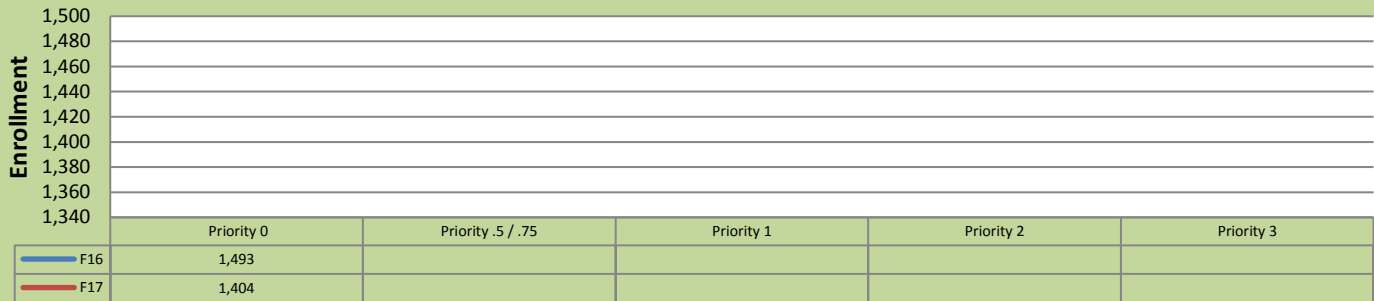 1,500
1,480
1,460
1,440
1,420
1,400
1,380
1,360
1,340
Enrollment
Priority 0 Priority .5 / .75 Priority 1 Priority 2 Priority 3
F16 1,493
F17 1,404